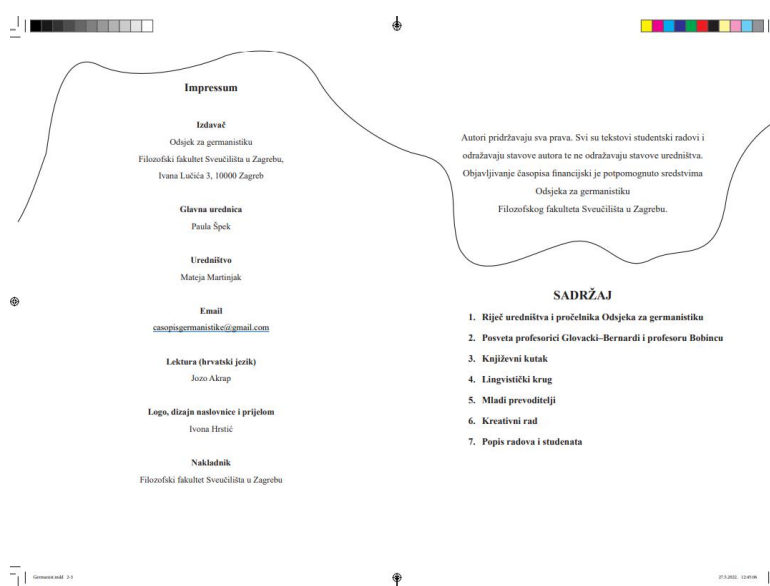 Impressum
Izdavač
Odsjek za germanistiku
Filozofski fakultet Sveučilišta u Zagrebu,
Ivana Lučića 3, 10000 Zagreb
Glavna urednica
Paula Špek
Uredništvo
Mateja Martinjak
Email
casopisgermanistike@gmail.com
Lektura (hrvatski jezik)
Jozo Akrap
Logo, dizajn naslovnice i prijelom
Ivona Hrstić
Nakladnik
Filozofski fakultet Sveučilišta u Zagrebu
Autori pridržavaju sva prava. Svi su tekstovi studentski radovi i
odražavaju stavove autora te ne odražavaju stavove uredništva.
Objavljivanje časopisa financijski je potpomognuto sredstvima
Odsjeka za germanistiku
Filozofskog fakulteta Sveučilišta u Zagrebu.
SADRŽAJ
1. Riječ uredništva i pročelnika Odsjeka za germanistiku
2. Posveta profesorici Glovacki–Bernardi i profesoru Bobincu
3. Književni kutak
4. Lingvistički krug
5. Mladi prevoditelji
6. Kreativni rad
7. Popis radova i studenata